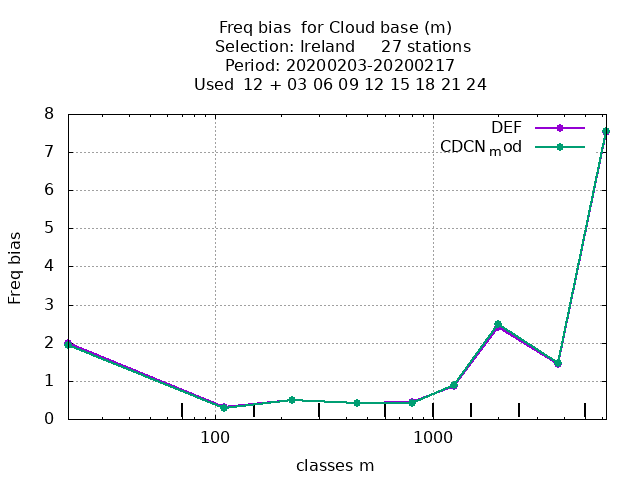 Freq bias  for Cloud base (m)
Selection: Ireland     27 stations
Period: 20200203-20200217
Used  12 + 03 06 09 12 15 18 21 24
DEF
CDCN_mod
8
7
6
5
4
3
2
1
0
Freq bias
100 1000
classes m